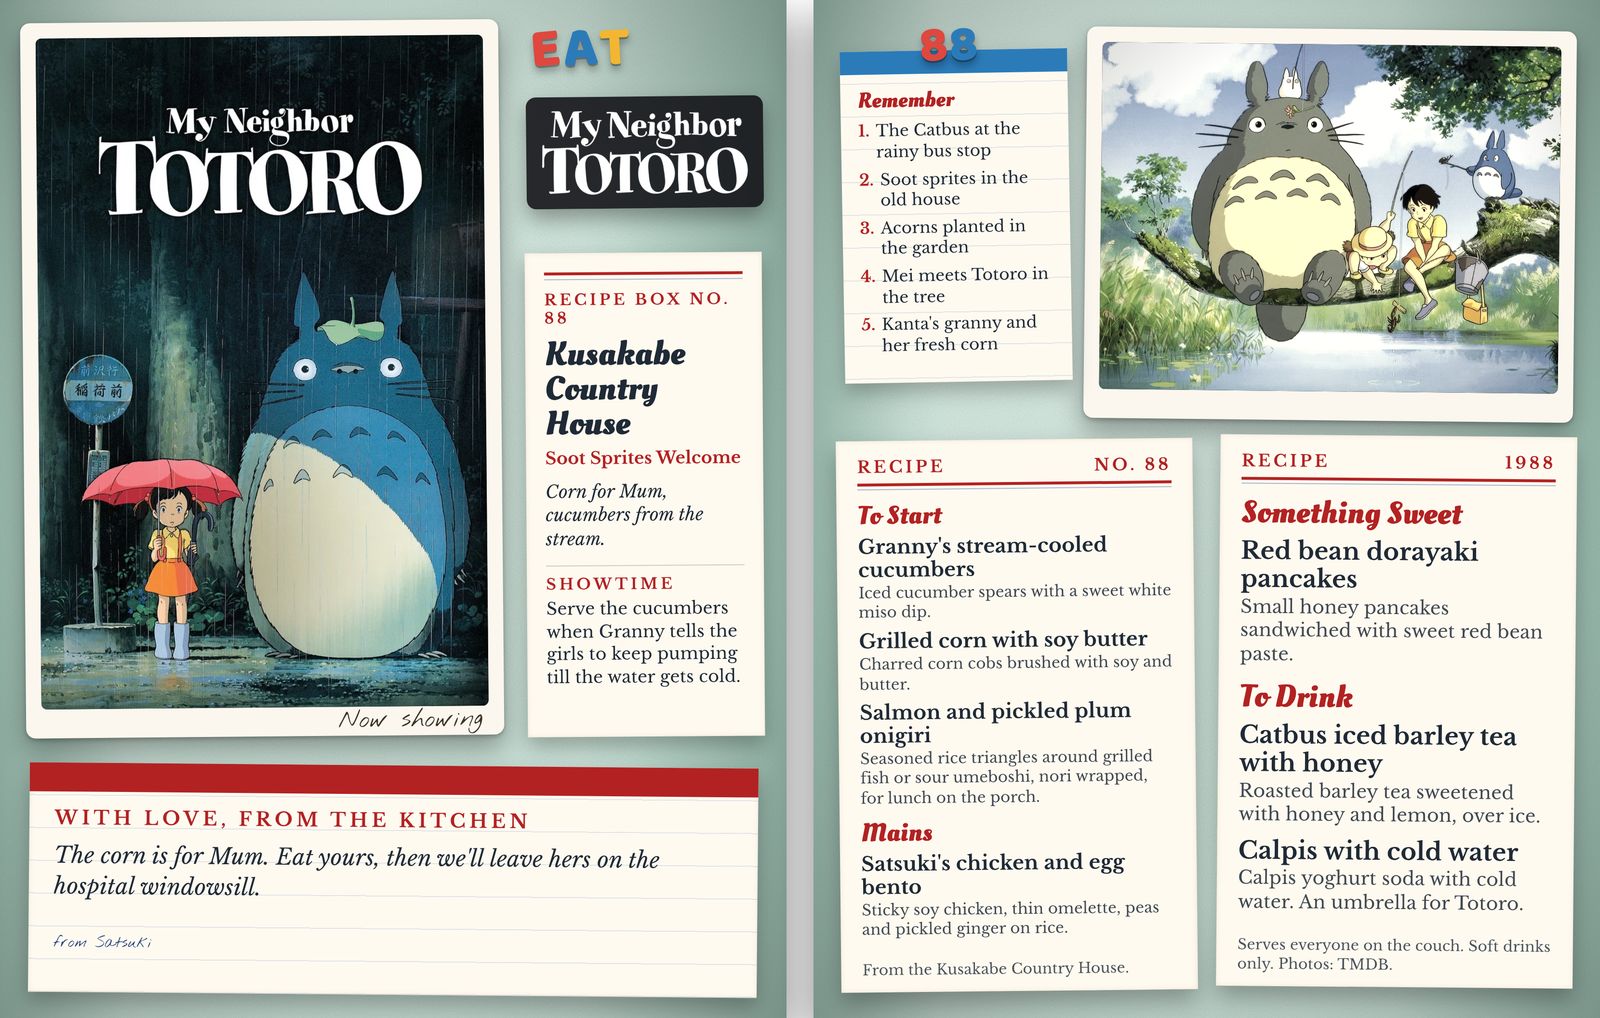 My Neighbor
TOTORO
前沢行
稲荷前
Now showing
EAT
My Neighbor
TOTORO
RECIPE BOX NO.
88
Kusakabe
Country
House
Soot Sprites Welcome
Corn for Mum,
cucumbers from the
stream.
SHOWTIME
Serve the cucumbers
when Granny tells the
girls to keep pumping
till the water gets cold.
WITH LOVE, FROM THE KITCHEN
The corn is for Mum. Eat yours, then we'll leave hers on the
hospital windowsill.
from Satsuki
88
Remember
1. The Catbus at the
rainy bus stop
2. Soot sprites in the
old house
3. Acorns planted in
the garden
4. Mei meets Totoro in
the tree
5. Kanta's granny and
her fresh corn
RECIPE NO. 88
To Start
Granny's stream-cooled
cucumbers
Iced cucumber spears with a sweet white
miso dip.
Grilled corn with soy butter
Charred corn cobs brushed with soy and
butter.
Salmon and pickled plum
onigiri
Seasoned rice triangles around grilled
fish or sour umeboshi, nori wrapped,
for lunch on the porch.
Mains
Satsuki's chicken and egg
bento
Sticky soy chicken, thin omelette, peas
and pickled ginger on rice.
From the Kusakabe Country House.
RECIPE 1988
Something Sweet
Red bean dorayaki
pancakes
Small honey pancakes
sandwiched with sweet red bean
paste.
To Drink
Catbus iced barley tea
with honey
Roasted barley tea sweetened
with honey and lemon, over ice.
Calpis with cold water
Calpis yoghurt soda with cold
water. An umbrella for Totoro.
Serves everyone on the couch. Soft drinks
only. Photos: TMDB.